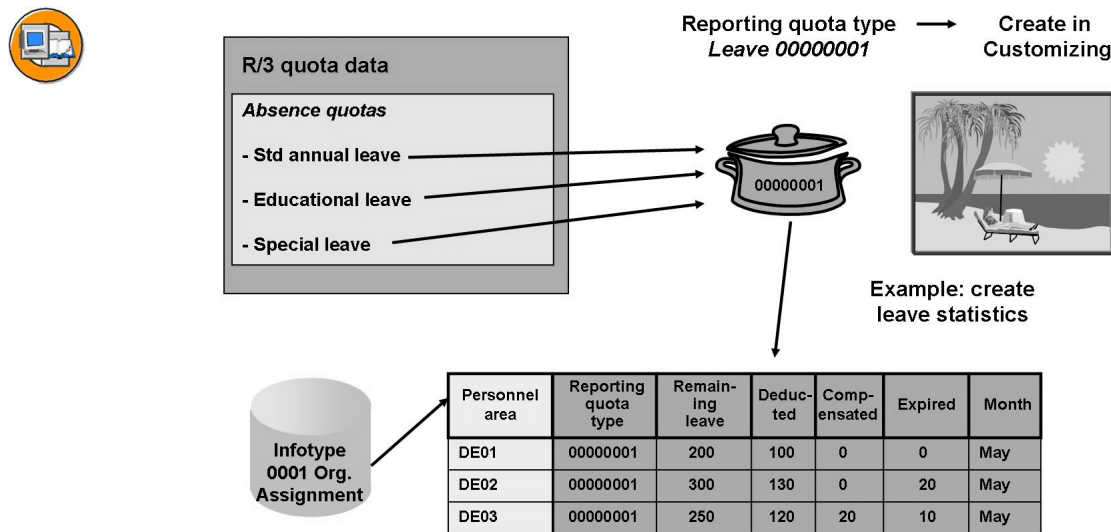 Reporting quota type
Leave 00000001
Create in
Customizing
R/3 quota data
Absence quotas
- Std annual leave
- Educational leave
- Special leave
00000001
Example: create
leave statistics
Infotype
0001 Org.
Assignment
Personnel
area
Reporting
quota
type
Remain-
ing
leave
Deduc-
ted
Comp-
ensated
Expired
Month
DE01 00000001 200 100 0 0 May
DE02 00000001 300 130 0 20 May
DE03 00000001 250 120 20 10 May